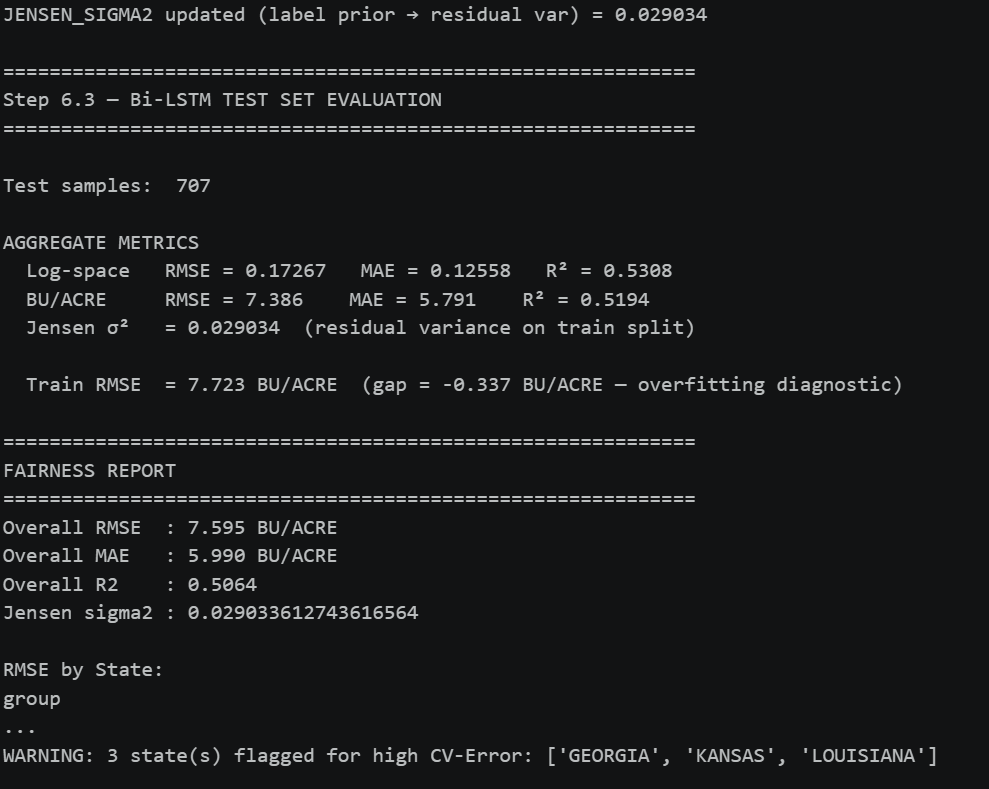 JENSEN_SIGMA2 updated (label prior → residual var) = 0.029034
===========================================================
Step 6.3 — Bi-LSTM TEST SET EVALUATION
===========================================================
Test samples:  707
AGGREGATE METRICS
  Log-space   RMSE = 0.17267   MAE = 0.12558   R² = 0.5308
  BU/ACRE     RMSE = 7.386    MAE = 5.791    R² = 0.5194
  Jensen σ²   = 0.029034  (residual variance on train split)
  Train RMSE  = 7.723 BU/ACRE  (gap = -0.337 BU/ACRE — overfitting diagnostic)
===========================================================
FAIRNESS REPORT
===========================================================
Overall RMSE  : 7.595 BU/ACRE
Overall MAE   : 5.990 BU/ACRE
Overall R2    : 0.5064
Jensen sigma2 : 0.029033612743616564
RMSE by State:
group
...
WARNING: 3 state(s) flagged for high CV-Error: ['GEORGIA', 'KANSAS', 'LOUISIANA']